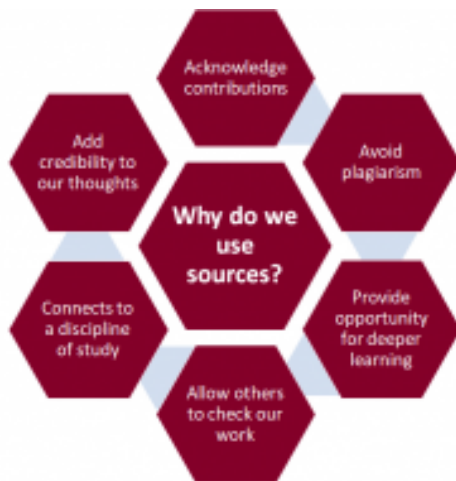 Acknowledge
contributions
Avoid
plagiarism
Provide
opportunity
for deeper
learning
Allow others
to check our
work
Connects to
a discipline
of study
Add
credibility to
our thoughts
Why do we
use
sources?